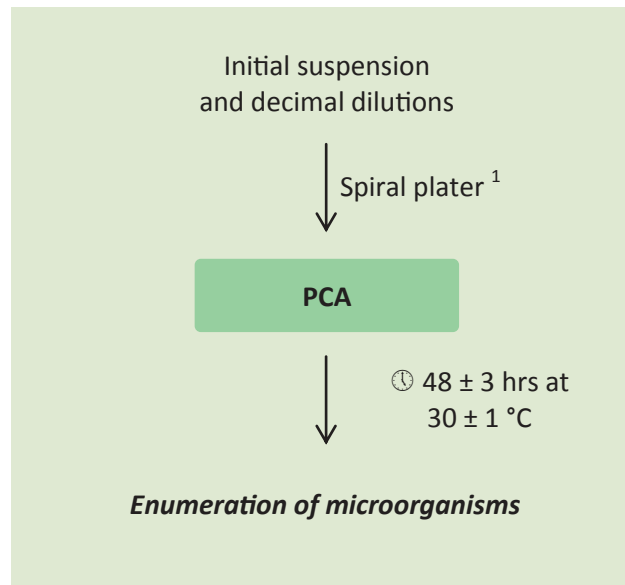 Initial suspension
and decimal dilutions
Spiral plater 1
PCA
48 ± 3 hrs at
30 ± 1 °C
Enumeration of microorganisms